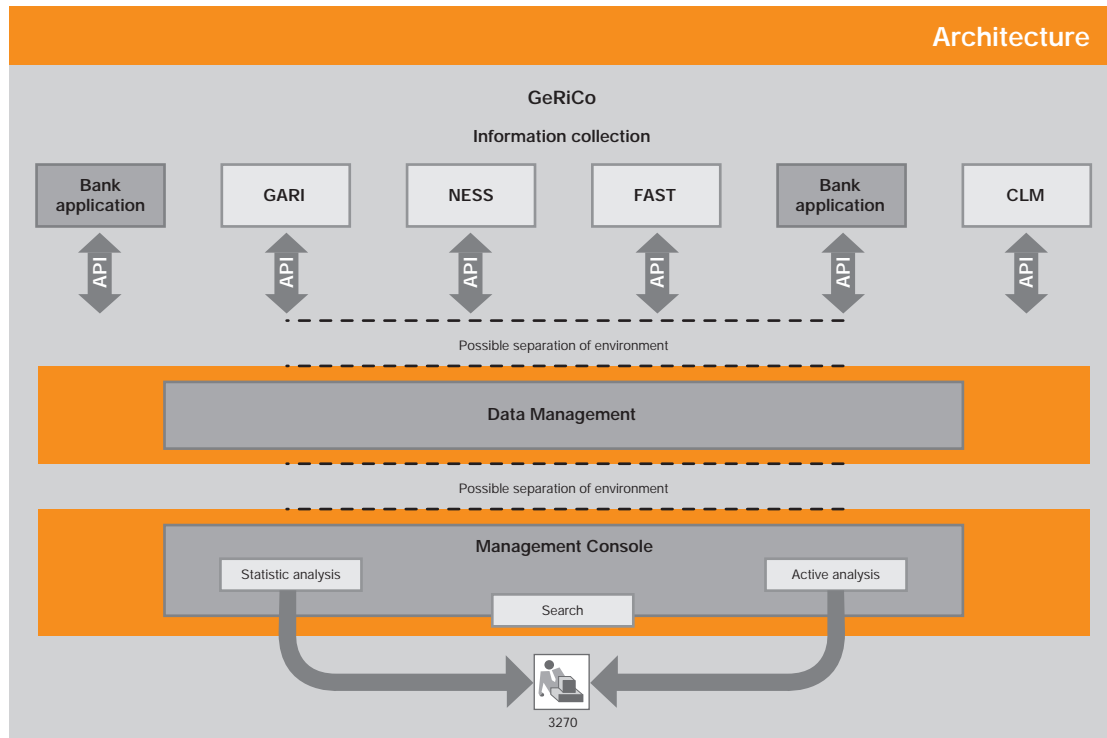 Architecture
GeRiCo
Information collection
Bank
application
GARI
NESS
FAST
Bank
application
CLM
API
API
API
API
API
API
Possible separation of environment
Data Management
Possible separation of environment
Management Console
Statistic analysis
Active analysis
Search
3270